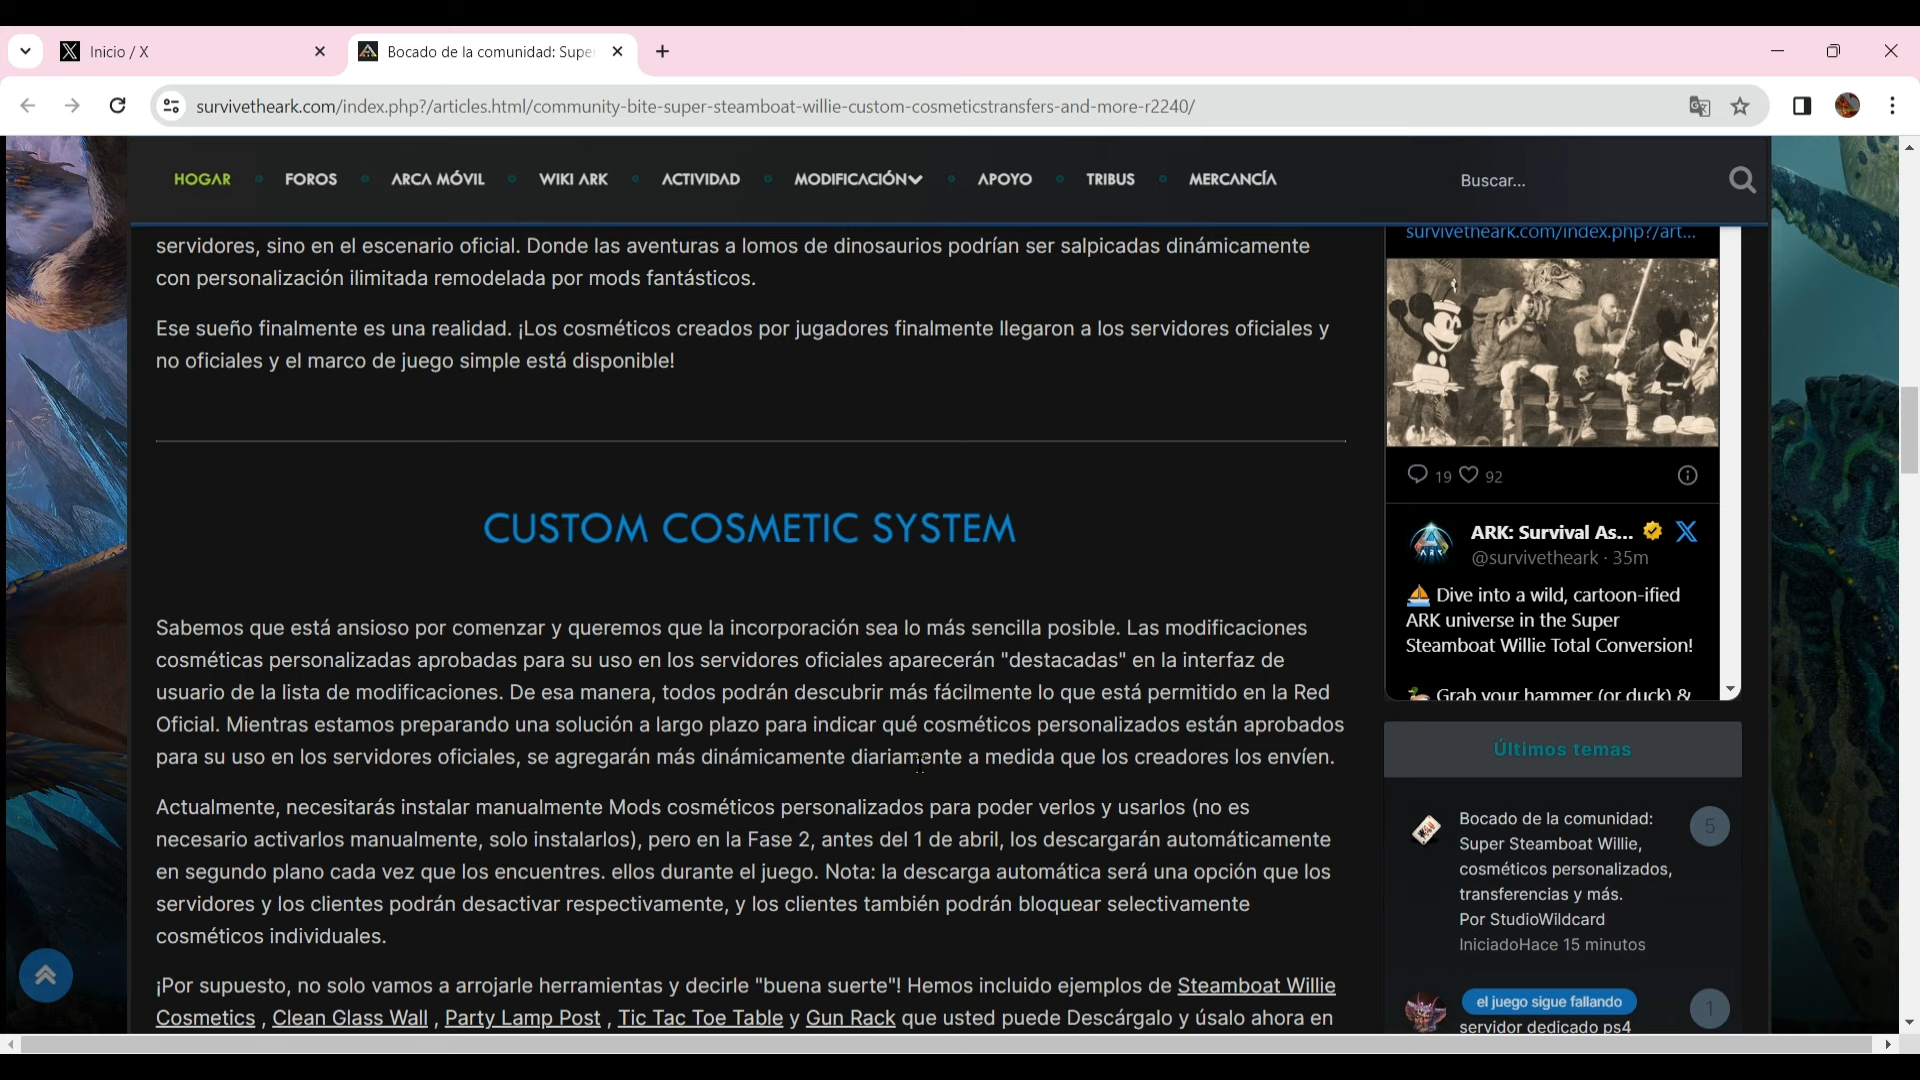 Inicio / X
Bocado de la comunidad: Supe
survivetheark.com/index.php?/articles.html/community-bite-super-steamboat-willie-custom-cosmeticstransfers-and-more-r2240/
HOGAR FOROS ARCA MÓVIL WIKI ARK ACTIVIDAD MODIFICACIÓN APOYO TRIBUS MERCANCÍA
Buscar...
servidores, sino en el escenario oficial. Donde las aventuras a lomos de dinosaurios podrían ser salpicadas dinámicamente
con personalización ilimitada remodelada por mods fantásticos.
Ese sueño finalmente es una realidad. ¡Los cosméticos creados por jugadores finalmente llegaron a los servidores oficiales y
no oficiales y el marco de juego simple está disponible!
CUSTOM COSMETIC SYSTEM
Sabemos que está ansioso por comenzar y queremos que la incorporación sea lo más sencilla posible. Las modificaciones
cosméticas personalizadas aprobadas para su uso en los servidores oficiales aparecerán "destacadas" en la interfaz de
usuario de la lista de modificaciones. De esa manera, todos podrán descubrir más fácilmente lo que está permitido en la Red
Oficial. Mientras estamos preparando una solución a largo plazo para indicar qué cosméticos personalizados están aprobados
para su uso en los servidores oficiales, se agregarán más dinámicamente diariamente a medida que los creadores los envíen.
Actualmente, necesitarás instalar manualmente Mods cosméticos personalizados para poder verlos y usarlos (no es
necesario activarlos manualmente, solo instalarlos), pero en la Fase 2, antes del 1 de abril, los descargarán automáticamente
en segundo plano cada vez que los encuentres. ellos durante el juego. Nota: la descarga automática será una opción que los
servidores y los clientes podrán desactivar respectivamente, y los clientes también podrán bloquear selectivamente
cosméticos individuales.
¡Por supuesto, no solo vamos a arrojarle herramientas y decirle "buena suerte"! Hemos incluido ejemplos de Steamboat Willie
Cosmetics , Clean Glass Wall , Party Lamp Post , Tic Tac Toe Table y Gun Rack que usted puede Descárgalo y úsalo ahora en
survivetheark.com/index.php?/art...
19 92
ARK: Survival As...
@survivetheark · 35m
Dive into a wild, cartoon-ified
ARK universe in the Super
Steamboat Willie Total Conversion!
Grab your hammer (or duck) &
Últimos temas
Bocado de la comunidad:
Super Steamboat Willie,
cosméticos personalizados,
transferencias y más.
Por StudioWildcard
IniciadoHace 15 minutos
5
el juego sigue fallando
servidor dedicado ps4
1